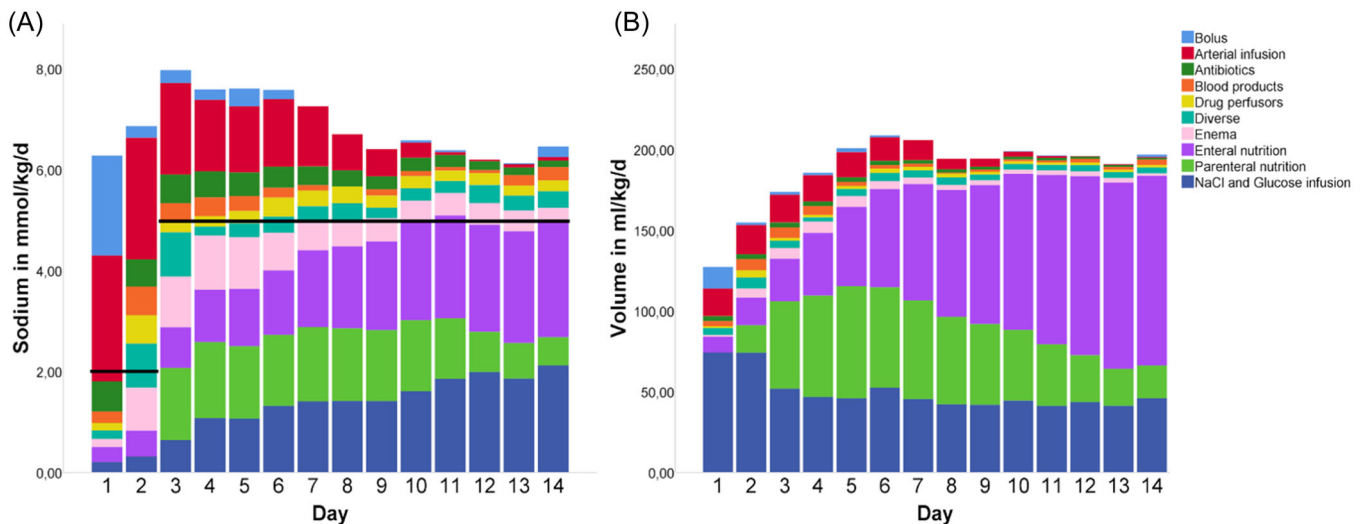 (A)
Sodium in mmol/kg/d
8,00
6,00
4,00
2,00
0,00
1 2 3 4 5 6 7 8 9 10 11 12 13 14
Day
(B)
Volume in ml/kg/d
250,00
200,00
150,00
100,00
50,00
0,00
1 2 3 4 5 6 7 8 9 10 11 12 13 14
Day
Bolus
Arterial infusion
Antibiotics
Blood products
Drug perfusors
Diverse
Enema
Enteral nutrition
Parenteral nutrition
NaCl and Glucose infusion